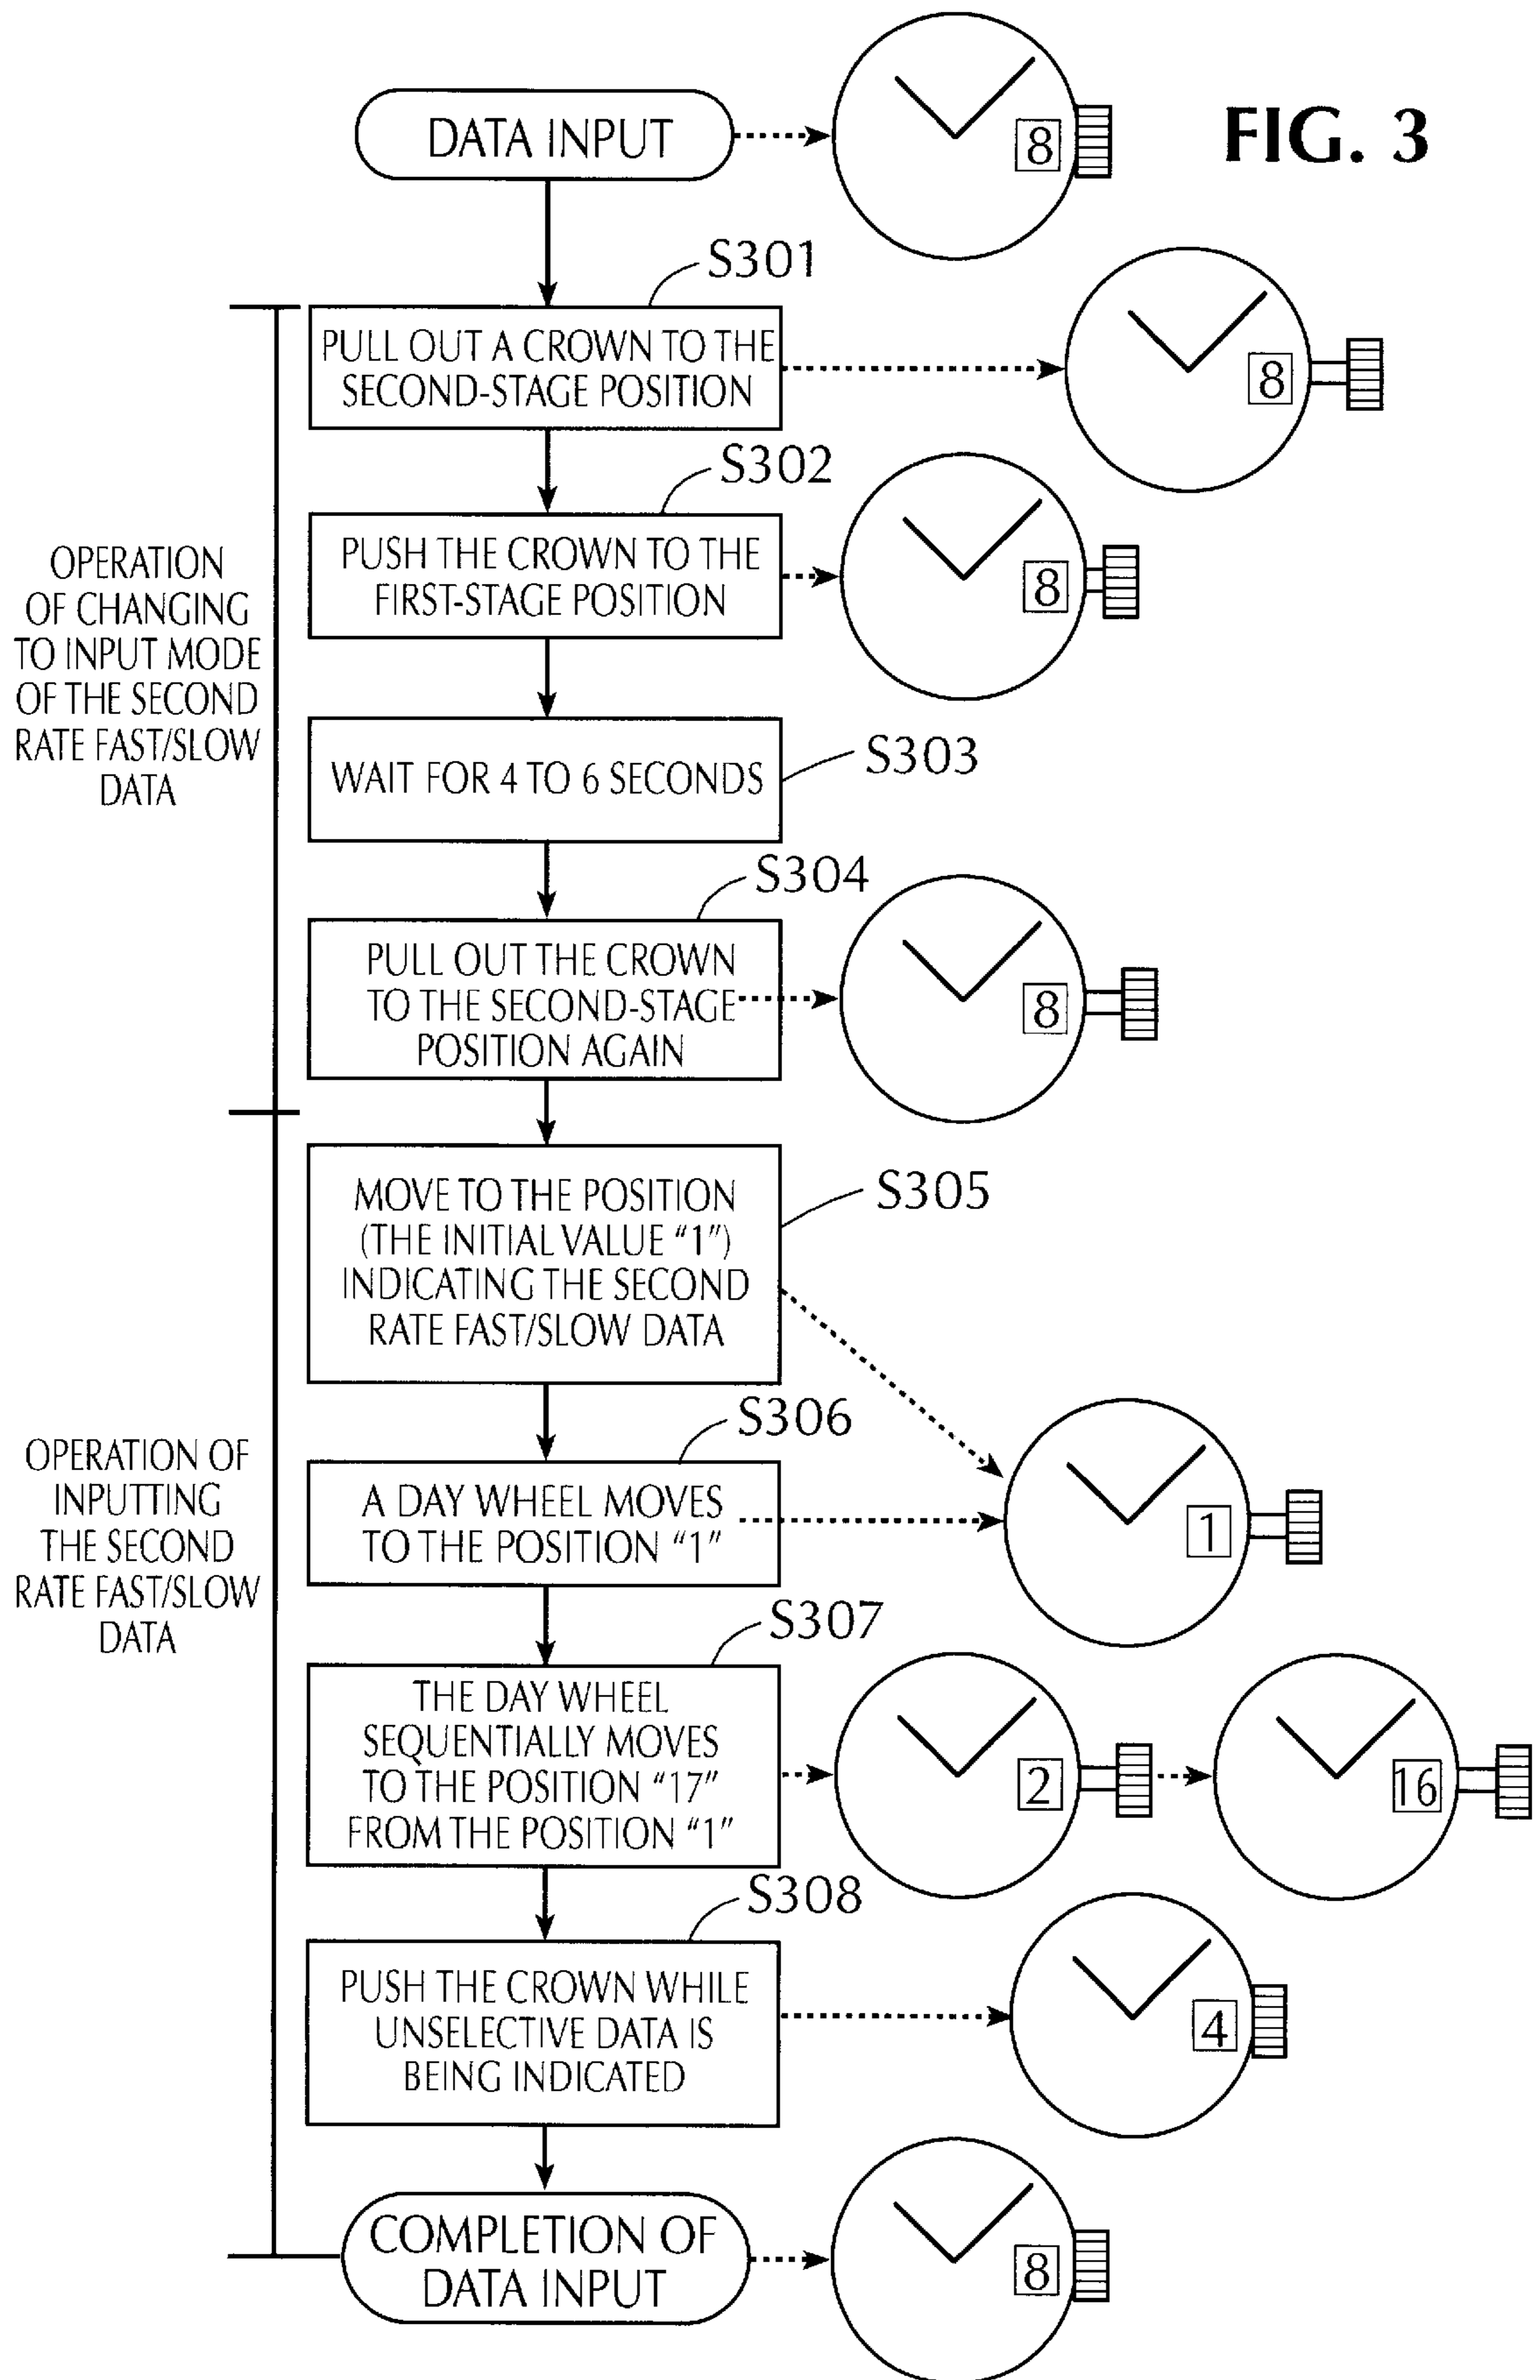 FIG. 3
DATA INPUT
8
S301
PULL OUT A CROWN TO THE
SECOND-STAGE POSITION
8
S302
PUSH THE CROWN TO THE
FIRST-STAGE POSITION
8
OPERATION
OF CHANGING
TO INPUT MODE
OF THE SECOND
RATE FAST/SLOW
DATA
S303
WAIT FOR 4 TO 6 SECONDS
S304
PULL OUT THE CROWN
TO THE SECOND-STAGE
POSITION AGAIN
8
S305
MOVE TO THE POSITION
(THE INITIAL VALUE "1")
INDICATING THE SECOND
RATE FAST/SLOW DATA
OPERATION OF
INPUTTING
THE SECOND
RATE FAST/SLOW
DATA
S306
A DAY WHEEL MOVES
TO THE POSITION "1"
1
S307
THE DAY WHEEL
SEQUENTIALLY MOVES
TO THE POSITION "17"
FROM THE POSITION "1"
2
16
S308
PUSH THE CROWN WHILE
UNSELECTIVE DATA IS
BEING INDICATED
4
COMPLETION OF
DATA INPUT
8